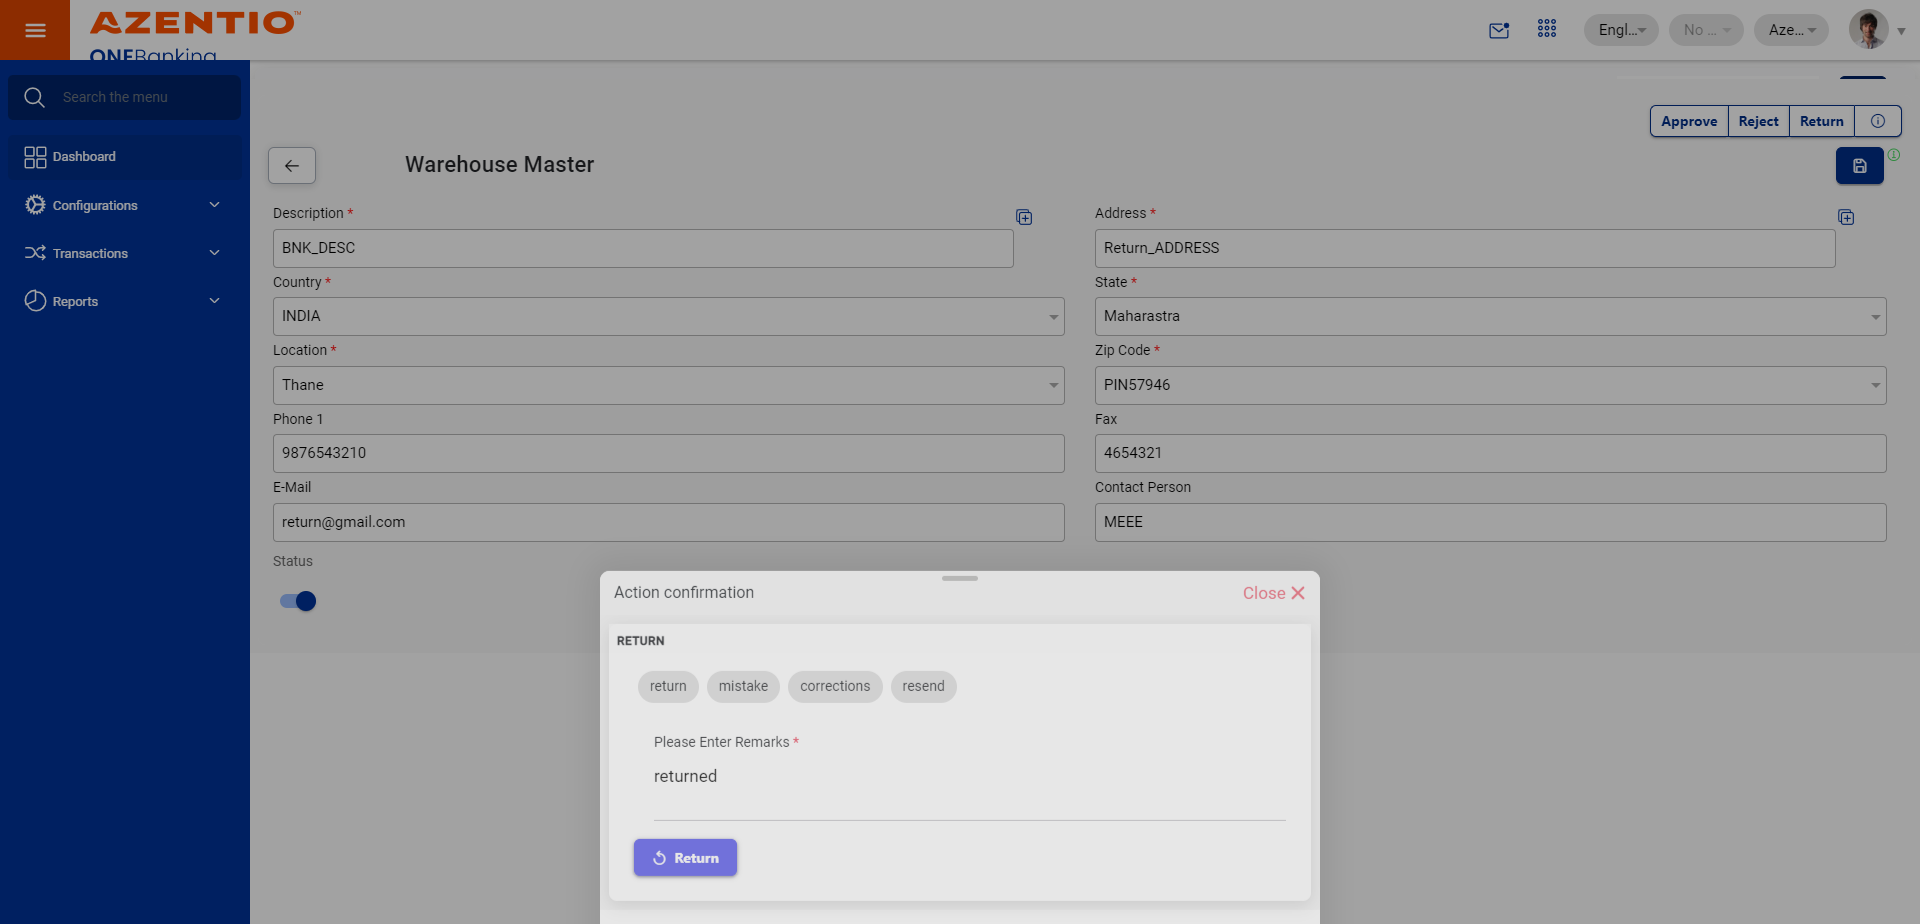 AZENTIO™
ONEBanking
Engl...
No ...
Aze...
Search the menu
Dashboard
Configurations
Transactions
Reports
Approve
Reject
Return
Warehouse Master
Description *
BNK_DESC
Address *
Return_ADDRESS
Country *
INDIA
State *
Maharastra
Location *
Thane
Zip Code *
PIN57946
Phone 1
9876543210
Fax
4654321
E-Mail
return@gmail.com
Contact Person
MEEE
Status
Action confirmation
Close
RETURN
return
mistake
corrections
resend
Please Enter Remarks *
returned
Return